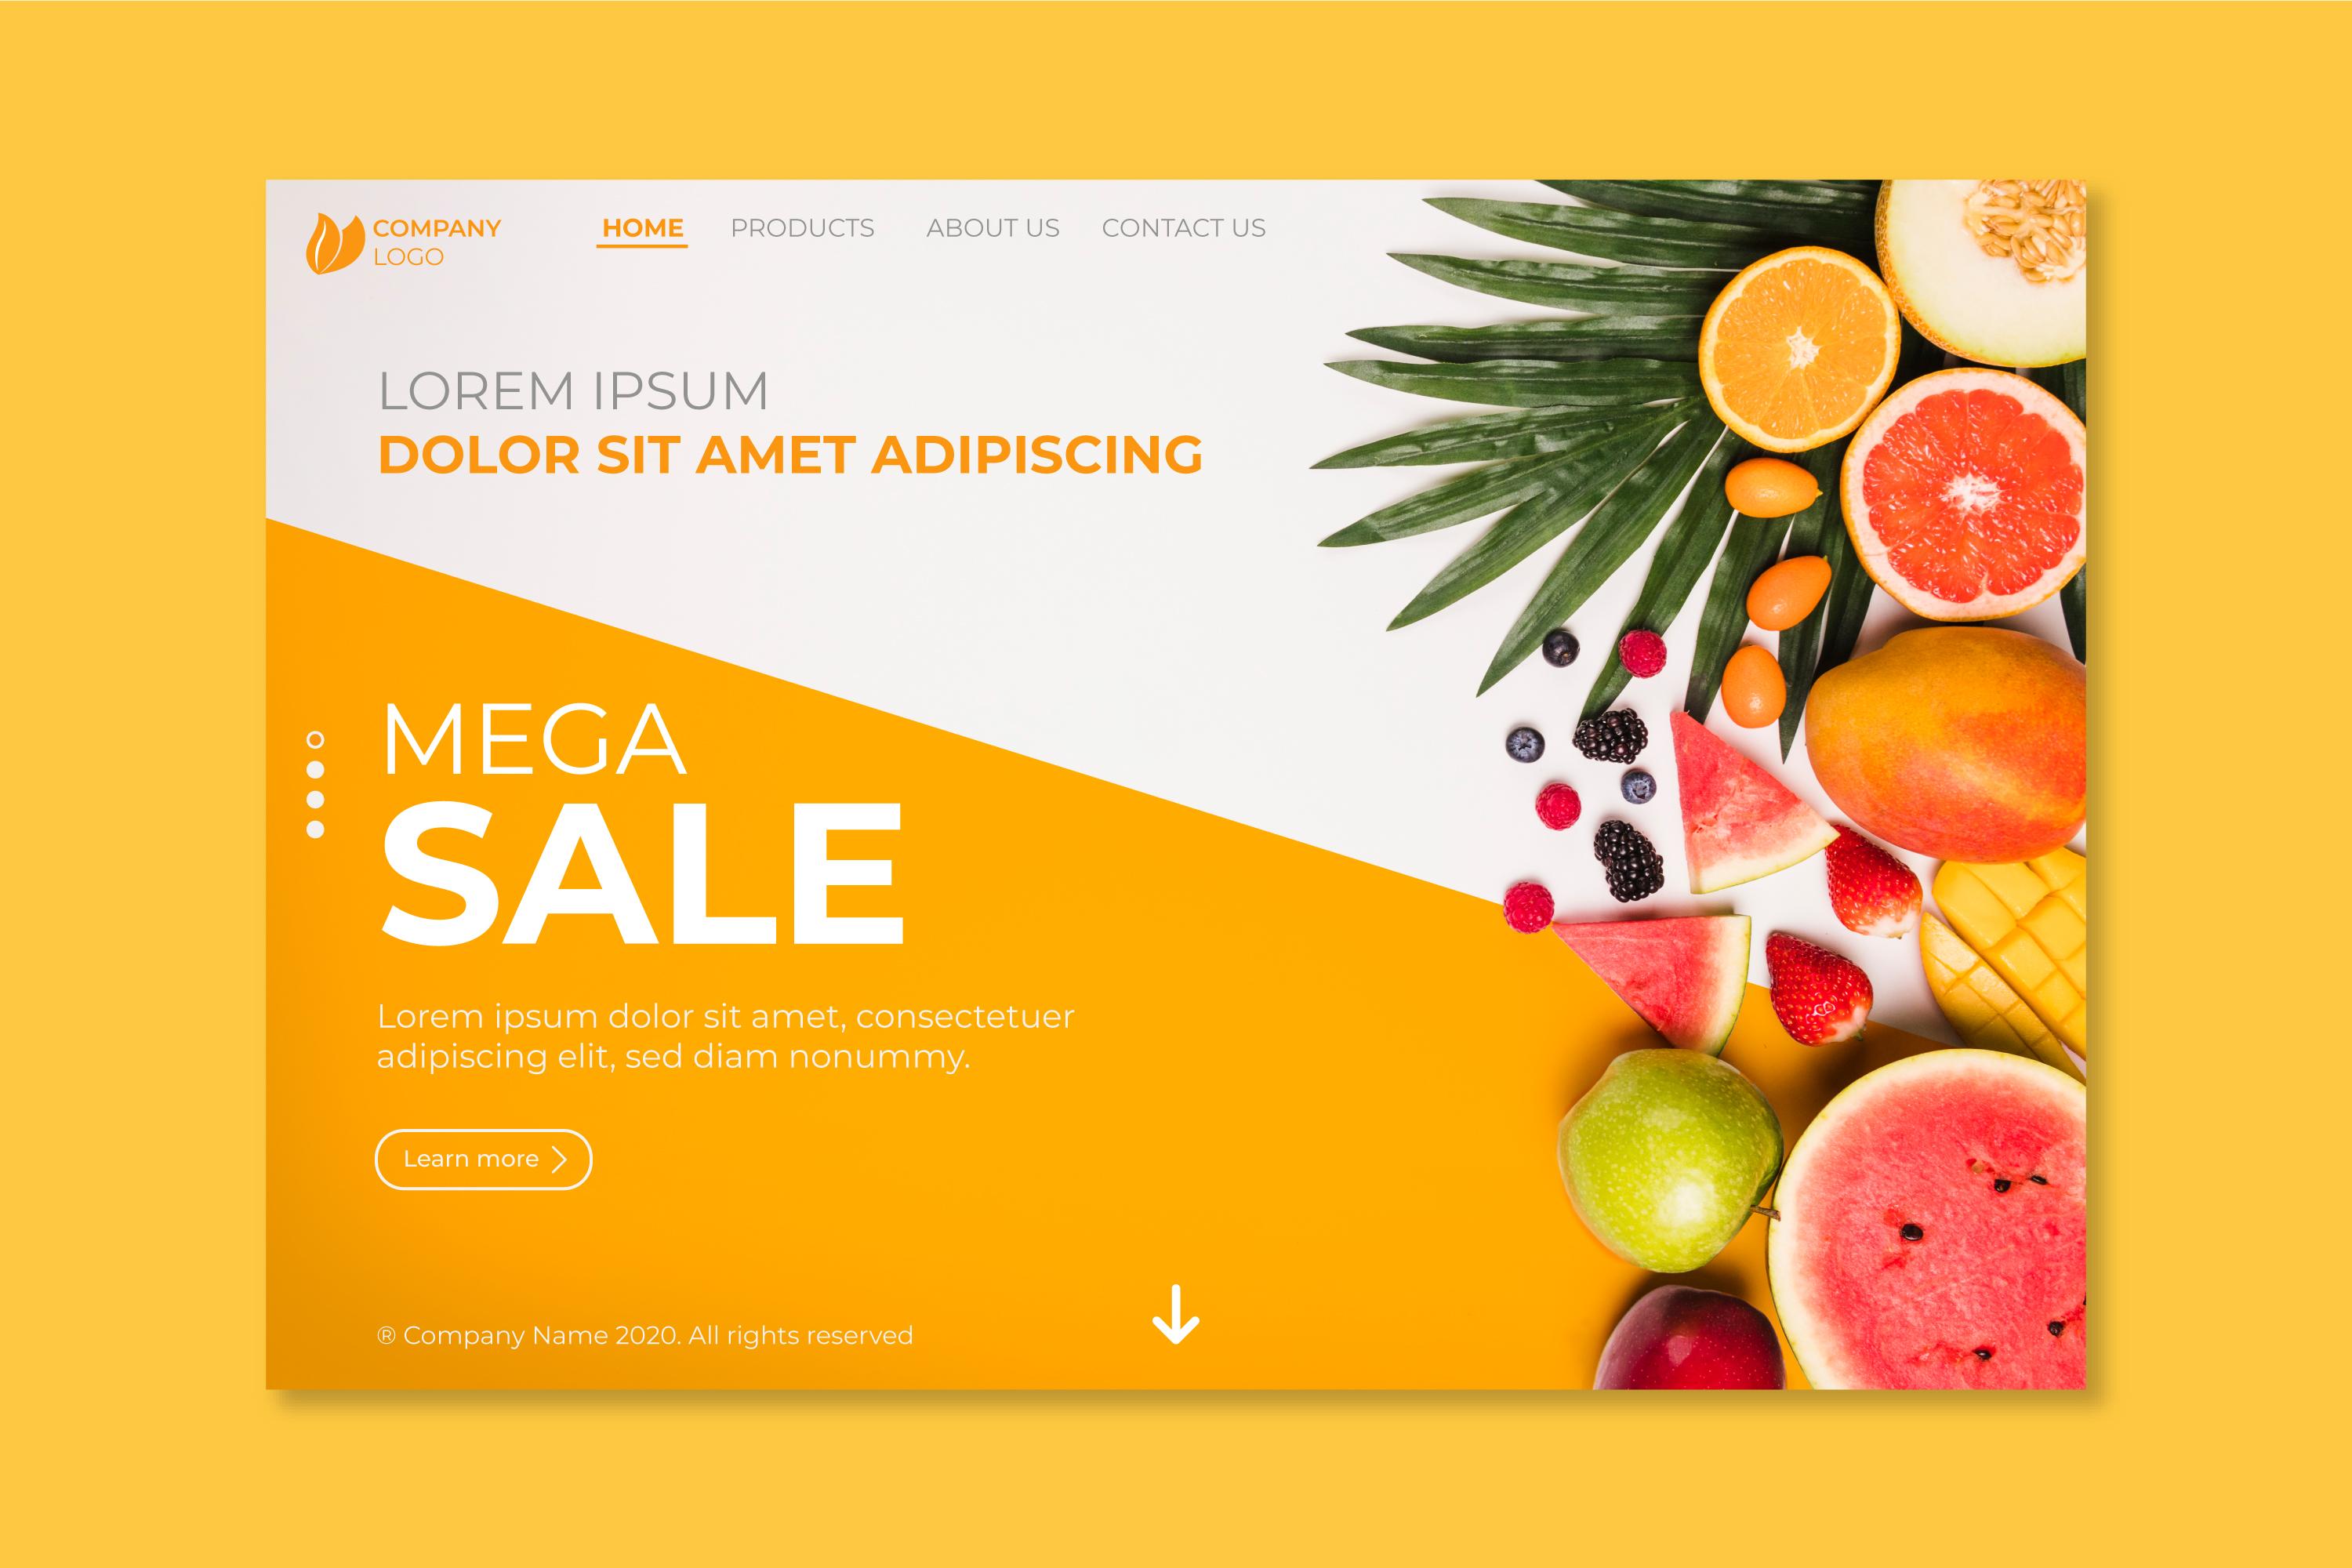 COMPANY
LOGO
HOME PRODUCTS ABOUT US CONTACT US
LOREM IPSUM
DOLOR SIT AMET ADIPISCING
MEGA
SALE
Lorem ipsum dolor sit amet, consectetuer
adipiscing elit, sed diam nonummy.
Learn more
® Company Name 2020. All rights reserved